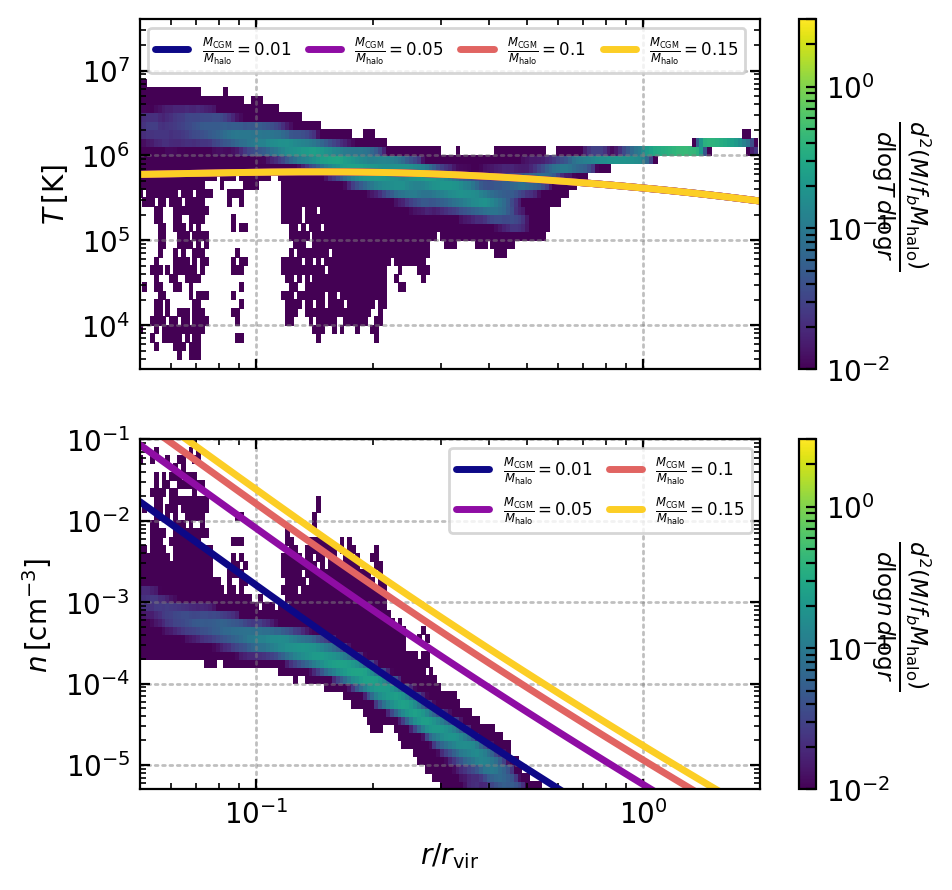 M_CGM/M_halo = 0.01 M_CGM/M_halo = 0.05 M_CGM/M_halo = 0.1 M_CGM/M_halo = 0.15
10^7
10^6
10^5
10^4
T [K]
10^0
10^-1
10^-2
d^2(M/f_b M_halo)
dlogT dlogr
10^-1
10^-2
10^-3
10^-4
10^-5
n [cm^-3]
M_CGM/M_halo = 0.01 M_CGM/M_halo = 0.1
M_CGM/M_halo = 0.05 M_CGM/M_halo = 0.15
10^0
10^-1
10^-2
d^2(M/f_b M_halo)
dlogn dlogr
10^-1 10^0
r/r_vir